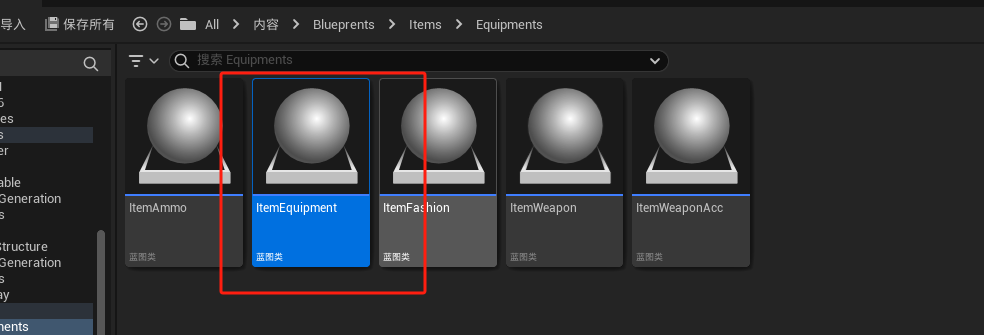 导入 保存所有 All 内容 Blueprents Items Equipments
搜索 Equipments
es
s
er
able
Generation
s
Structure
Generation
s
ay
nents
ItemAmmo
蓝图类
ItemEquipment
蓝图类
ItemFashion
蓝图类
ItemWeapon
蓝图类
ItemWeaponAcc
蓝图类